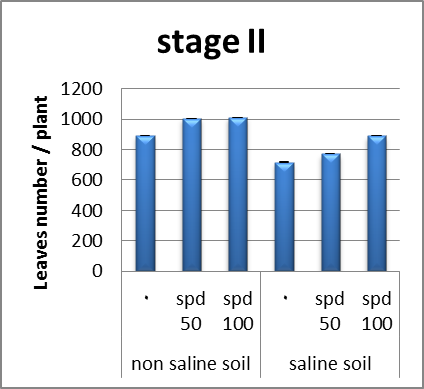 stage II
Leaves number / plant
1200
1000
800
600
400
200
0
. spd 50 spd 100 . spd 50 spd 100
non saline soil saline soil